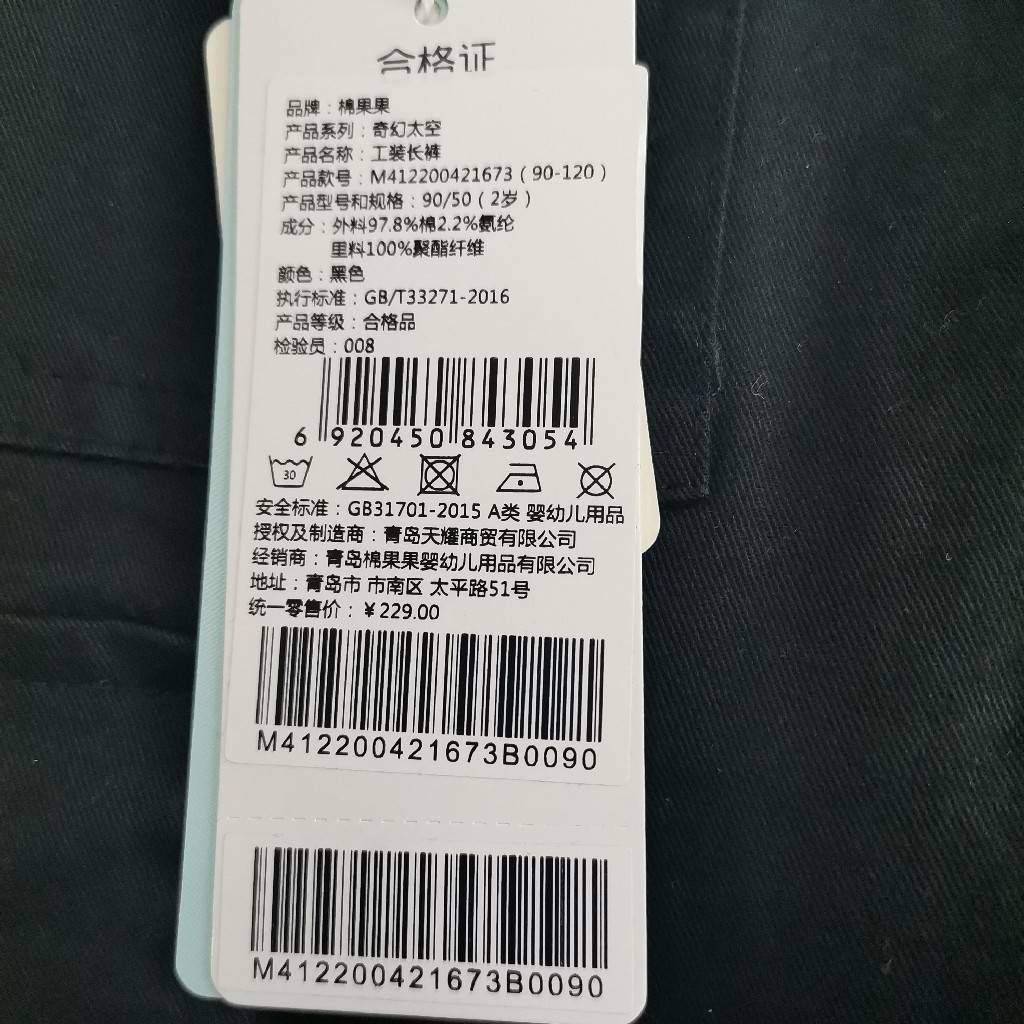 合格证
品牌：棉果果
产品系列：奇幻太空
产品名称：工装长裤
产品款号：M412200421673（90-120）
产品型号和规格：90/50（2岁）
成分：外料97.8%棉2.2%氨纶
里料100%聚酯纤维
颜色：黑色
执行标准：GB/T33271-2016
产品等级：合格品
检验员：008
6 920450 843054
30
安全标准：GB31701-2015 A类 婴幼儿用品
授权及制造商：青岛天耀商贸有限公司
经销商：青岛棉果果婴幼儿用品有限公司
地址：青岛市 市南区 太平路51号
统一零售价：￥229.00
M412200421673B0090
M412200421673B0090